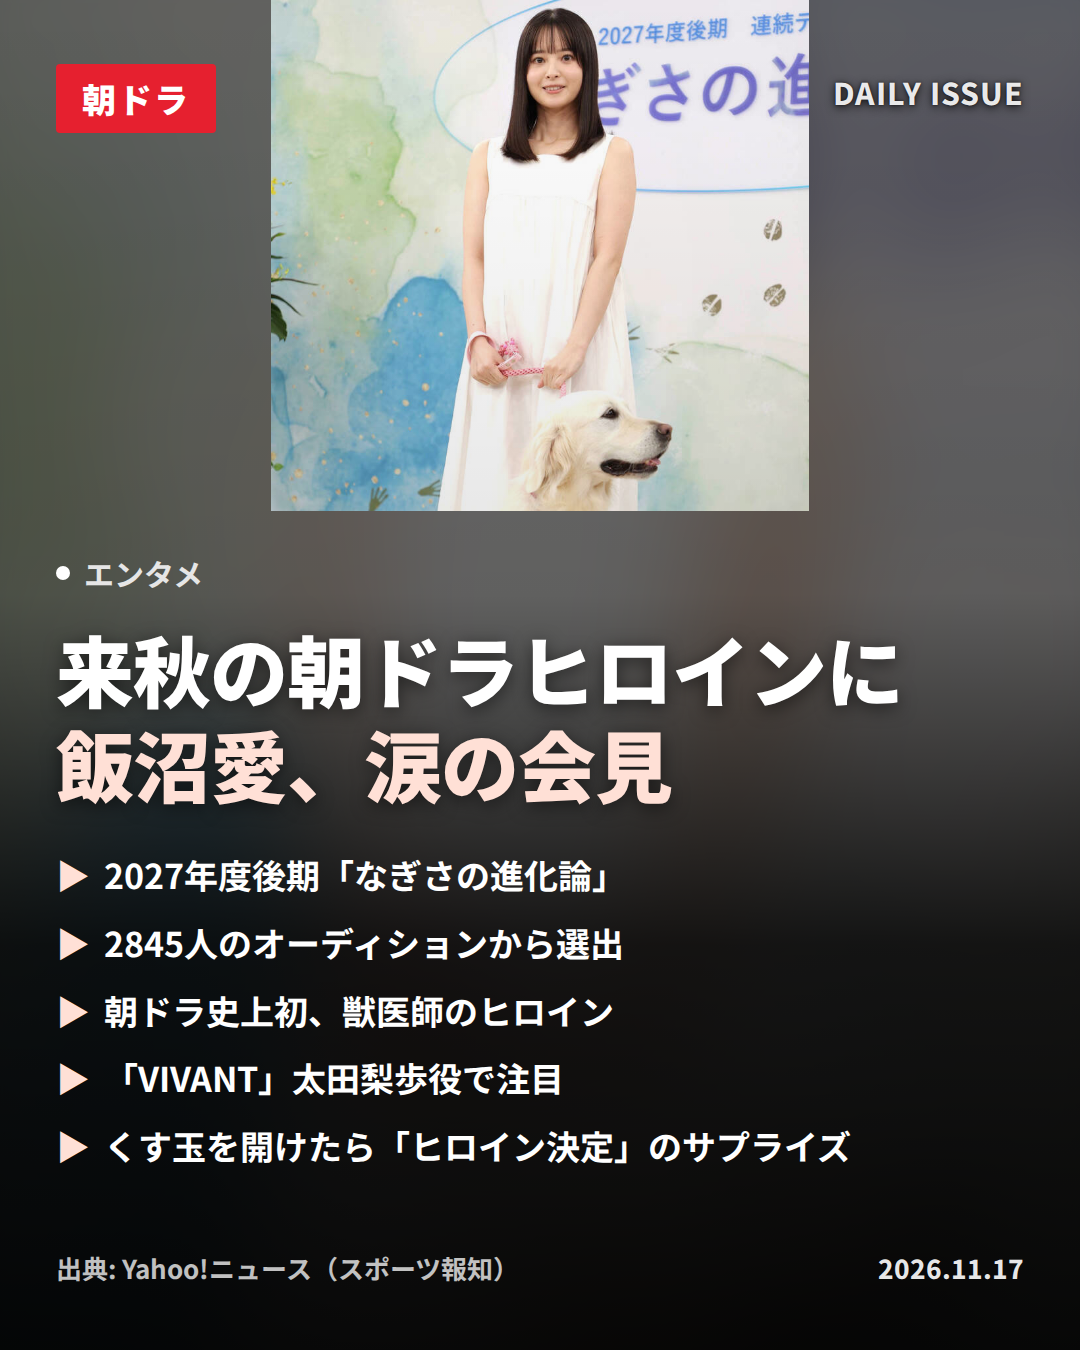 朝ドラ
DAILY ISSUE
2027年度後期 連続テ
ぎさの進
エンタメ
来秋の朝ドラヒロインに
飯沼愛、涙の会見
▶ 2027年度後期「なぎさの進化論」
▶ 2845人のオーディションから選出
▶ 朝ドラ史上初、獣医師のヒロイン
▶ 「VIVANT」太田梨歩役で注目
▶ くす玉を開けたら「ヒロイン決定」のサプライズ
出典: Yahoo!ニュース（スポーツ報知）
2026.11.17